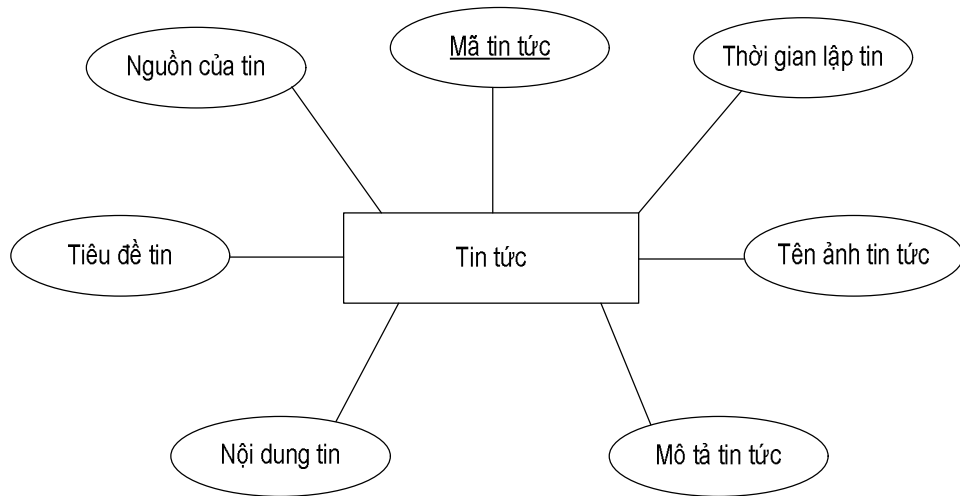 Mã tin tức
Nguồn của tin
Thời gian lập tin
Tiêu đề tin
Tin tức
Tên ảnh tin tức
Nội dung tin
Mô tả tin tức